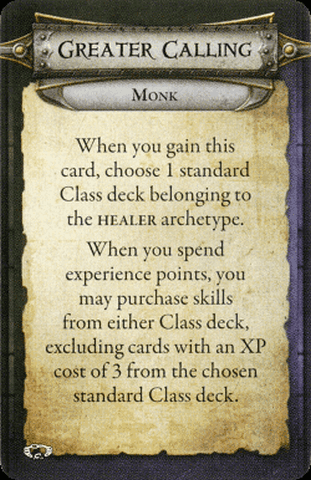 Greater Calling
Monk
When you gain this
card, choose 1 standard
Class deck belonging to
the HEALER archetype.
When you spend
experience points, you
may purchase skills
from either Class deck,
excluding cards with an XP
cost of 3 from the chosen
standard Class deck.